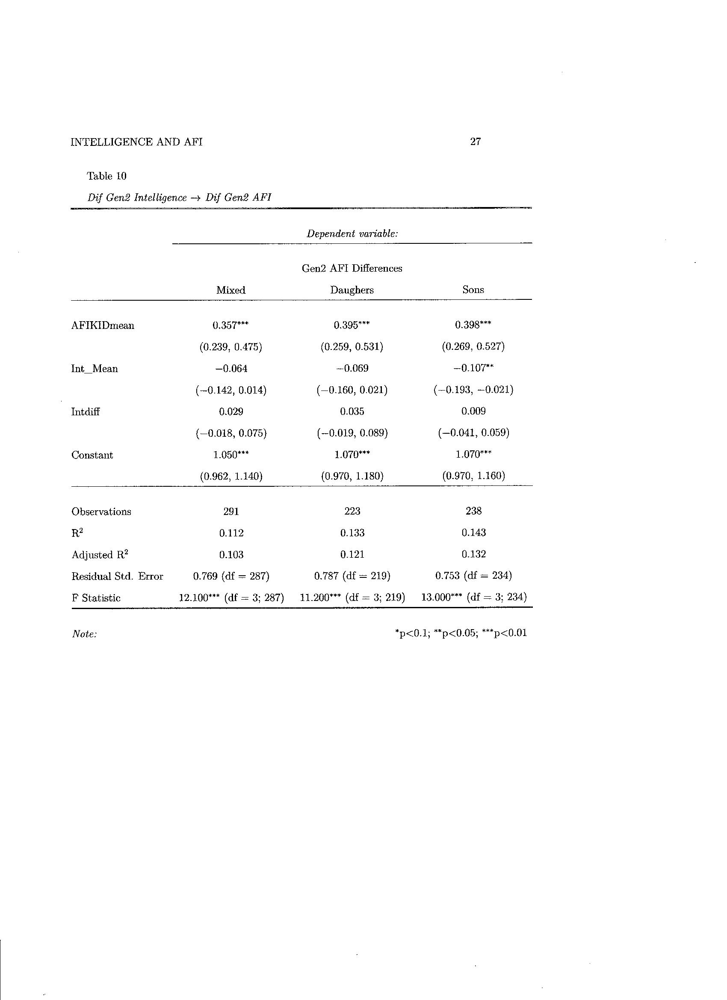 INTELLIGENCE AND AFI 27
Table 10
Dif Gen2 Intelligence → Dif Gen2 AFI
Dependent variable:
Gen2 AFI Differences
Mixed Daughers Sons
AFIKIDmean 0.357*** 0.395*** 0.398***
(0.239, 0.475) (0.259, 0.531) (0.269, 0.527)
Int_Mean −0.064 −0.069 −0.107**
(−0.142, 0.014) (−0.160, 0.021) (−0.193, −0.021)
Intdiff 0.029 0.035 0.009
(−0.018, 0.075) (−0.019, 0.089) (−0.041, 0.059)
Constant 1.050*** 1.070*** 1.070***
(0.962, 1.140) (0.970, 1.180) (0.970, 1.160)
Observations 291 223 238
R² 0.112 0.133 0.143
Adjusted R² 0.103 0.121 0.132
Residual Std. Error 0.769 (df = 287) 0.787 (df = 219) 0.753 (df = 234)
F Statistic 12.100*** (df = 3; 287) 11.200*** (df = 3; 219) 13.000*** (df = 3; 234)
Note: *p<0.1; **p<0.05; ***p<0.01